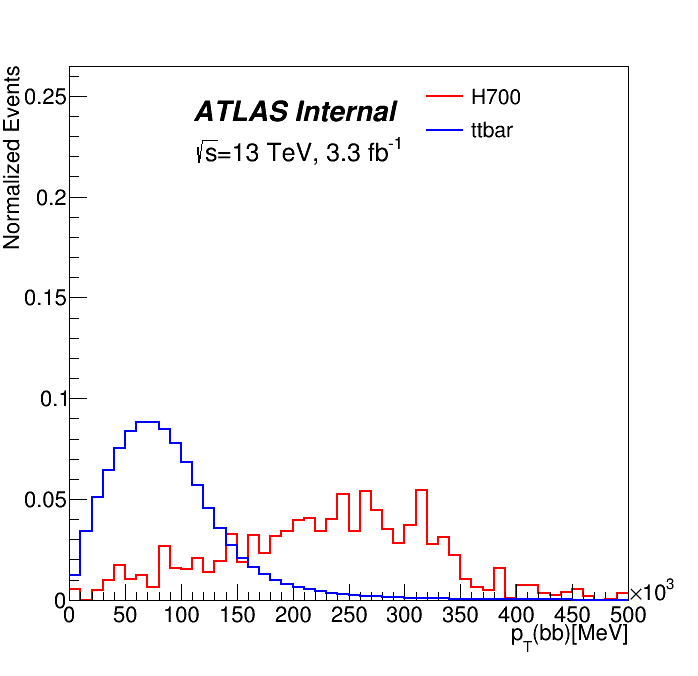 Normalized Events
0.25
0.2
0.15
0.1
0.05
0
ATLAS Internal
√s=13 TeV, 3.3 fb⁻¹
H700
ttbar
0 50 100 150 200 250 300 350 400 450 500
×10³
p_T(bb)[MeV]